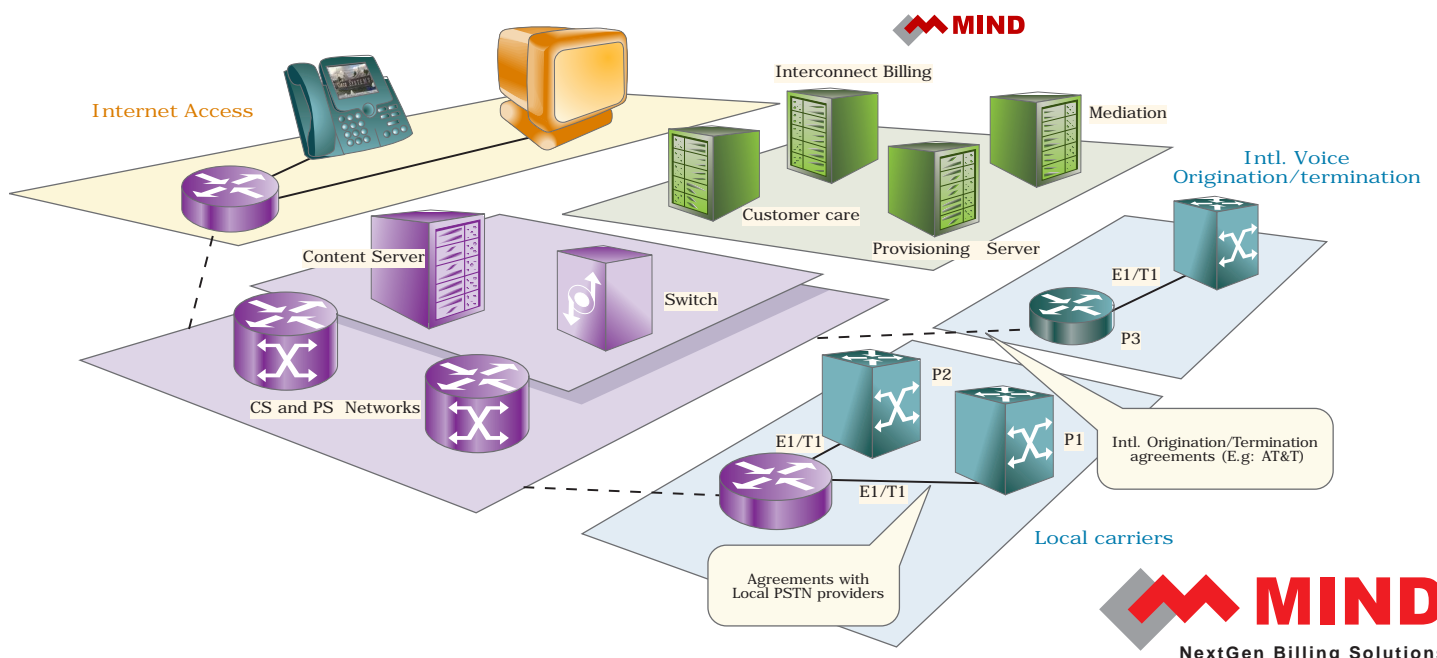 MIND
Interconnect Billing
Internet Access
Mediation
Intl. Voice
Origination/termination
Customer care
Provisioning Server
Content Server
E1/T1
Switch
P3
P2
CS and PS Networks
E1/T1
P1
Intl. Origination/Termination
agreements (E.g: AT&T)
E1/T1
Local carriers
Agreements with
Local PSTN providers
MIND
NextGen Billing Solution